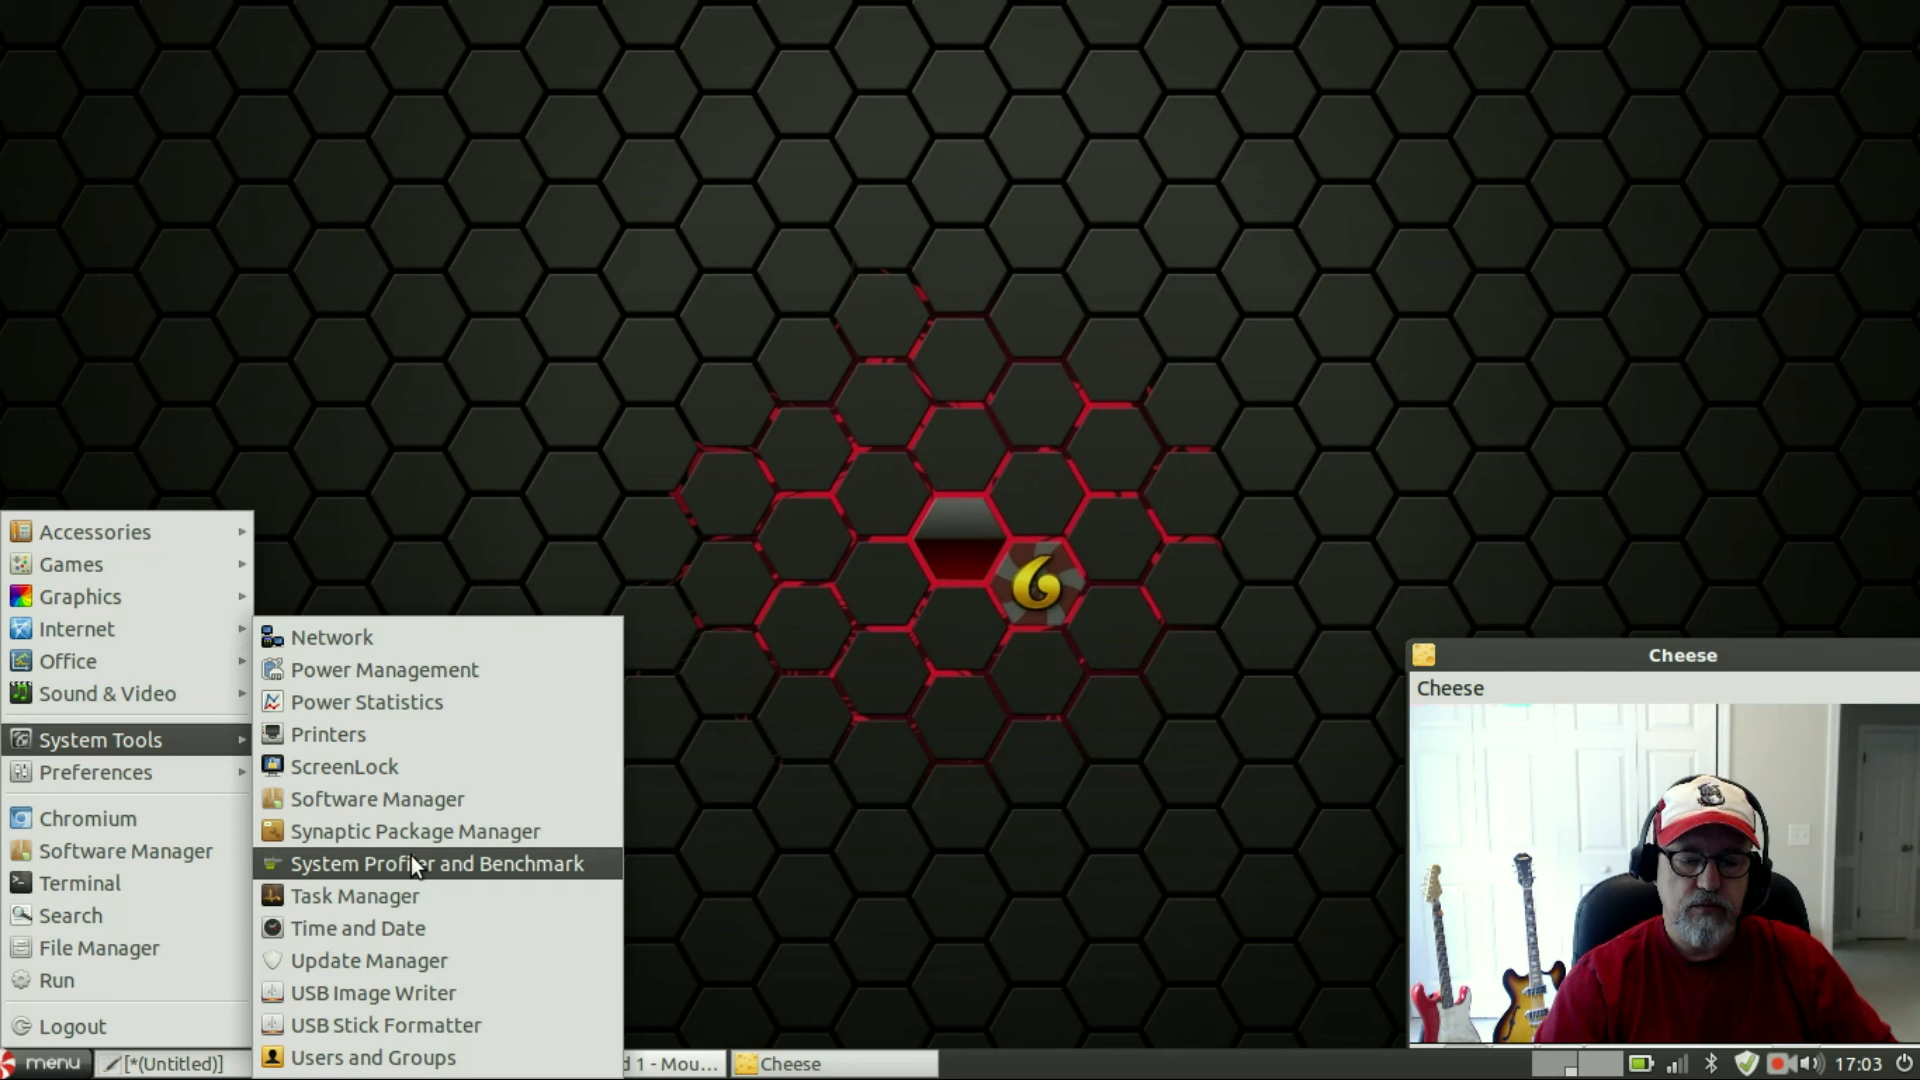 6
Accessories
Games
Graphics
Internet
Office
Sound & Video
System Tools
Preferences
Chromium
Software Manager
Terminal
Search
File Manager
Run
Logout
Network
Power Management
Power Statistics
Printers
ScreenLock
Software Manager
Synaptic Package Manager
System Profiler and Benchmark
Task Manager
Time and Date
Update Manager
USB Image Writer
USB Stick Formatter
Users and Groups
Cheese
Cheese
menu
[*(Untitled)]
d 1 - Mou...
Cheese
17:03